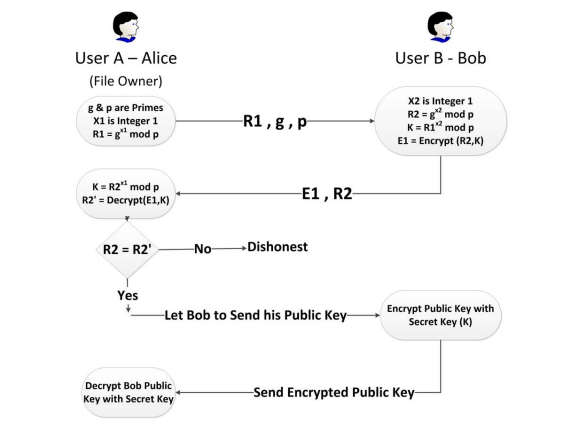 User A – Alice
User B - Bob
(File Owner)
g & p are Primes
X1 is Integer 1
R1 = g^x1 mod p
R1 , g , p
X2 is Integer 1
R2 = g^x2 mod p
K = R1^x2 mod p
E1 = Encrypt (R2,K)
E1 , R2
K = R2^x1 mod p
R2' = Decrypt(E1,K)
R2 = R2'
No
Dishonest
Yes
Let Bob to Send his Public Key
Encrypt Public Key with
Secret Key (K)
Send Encrypted Public Key
Decrypt Bob Public
Key with Secret Key